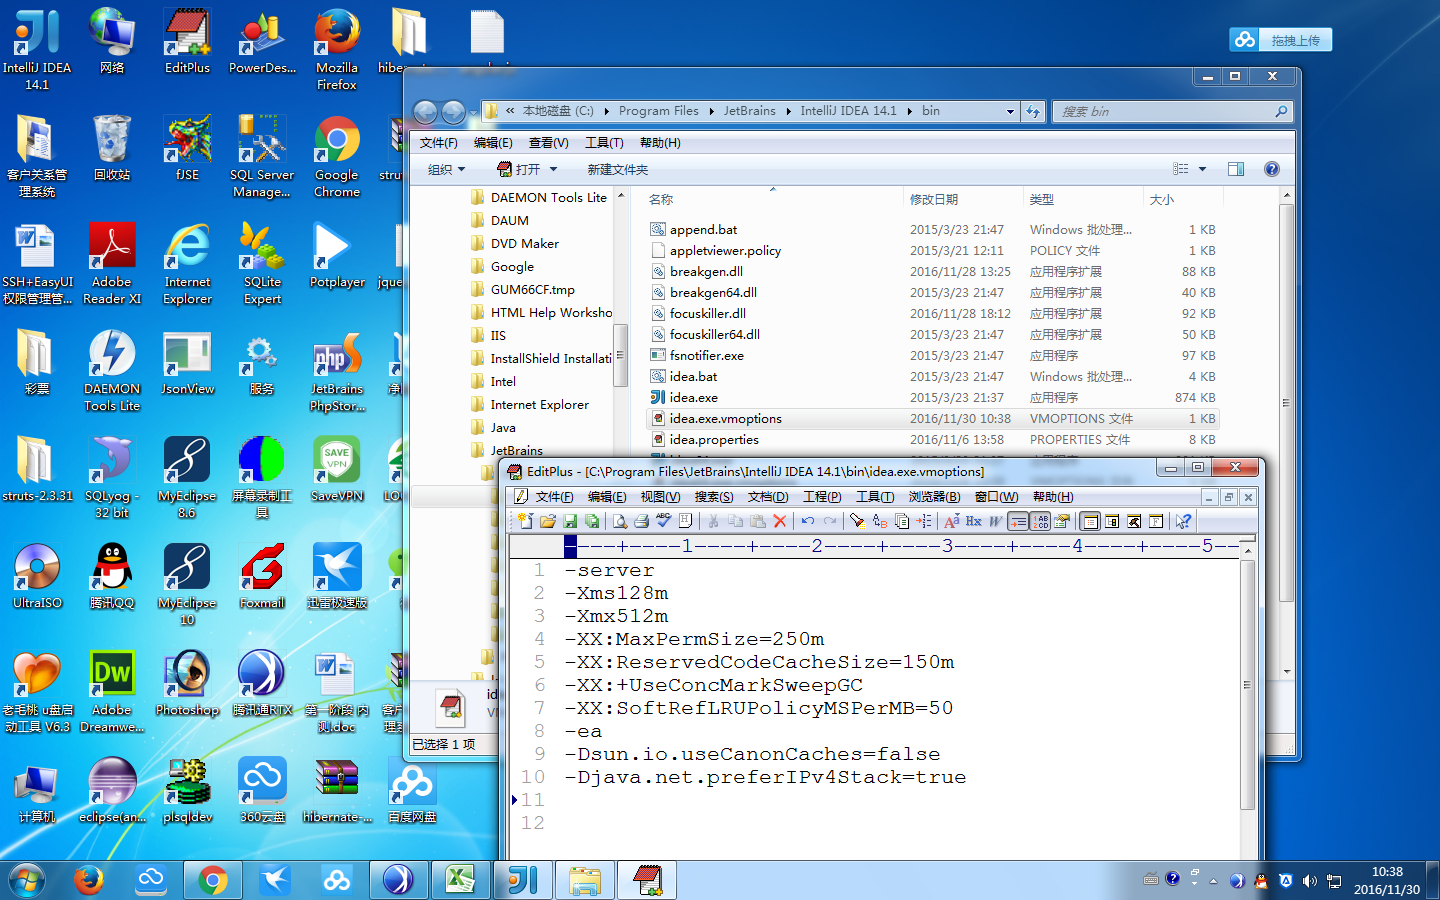 IntelliJ IDEA
14.1
网络
EditPlus
PowerDes...
Mozilla
Firefox
客户关系管
理系统
回收站
fJSE
SQL Server
Manage...
Google
Chrome
SSH+EasyUI
权限管理管...
Adobe
Reader XI
Internet
Explorer
SQLite
Expert
Potplayer
彩票
DAEMON
Tools Lite
JsonView
服务
JetBrains
PhpStor...
struts-2.3.31
SQLyog -
32 bit
MyEclipse
8.6
屏幕录制工
具
SaveVPN
UltraISO
腾讯QQ
MyEclipse
10
Foxmail
迅雷极速版
老毛桃 u盘启
动工具 V6.3
Adobe
Dreamwe...
Photoshop
腾讯通RTX
第一阶段 内
测.doc
计算机
eclipse(an...
plsqldev
360云盘
hibernate-...
百度网盘
拖拽上传
« 本地磁盘 (C:) Program Files JetBrains IntelliJ IDEA 14.1 bin
搜索 bin
文件(F) 编辑(E) 查看(V) 工具(T) 帮助(H)
组织 打开 新建文件夹
DAEMON Tools Lite
DAUM
DVD Maker
Google
GUM66CF.tmp
HTML Help Worksho
IIS
InstallShield Installati
Intel
Internet Explorer
Java
JetBrains
名称 修改日期 类型 大小
append.bat 2015/3/23 21:47 Windows 批处理... 1 KB
appletviewer.policy 2015/3/21 12:11 POLICY 文件 1 KB
breakgen.dll 2016/11/28 13:25 应用程序扩展 88 KB
breakgen64.dll 2015/3/23 21:47 应用程序扩展 40 KB
focuskiller.dll 2016/11/28 18:12 应用程序扩展 92 KB
focuskiller64.dll 2015/3/23 21:47 应用程序扩展 50 KB
fsnotifier.exe 2015/3/23 21:47 应用程序 97 KB
idea.bat 2015/3/23 21:47 Windows 批处理... 4 KB
idea.exe 2015/3/23 21:37 应用程序 874 KB
idea.exe.vmoptions 2016/11/30 10:38 VMOPTIONS 文件 1 KB
idea.properties 2016/11/6 13:58 PROPERTIES 文件 8 KB
已选择 1 项
EditPlus - [C:\Program Files\JetBrains\IntelliJ IDEA 14.1\bin\idea.exe.vmoptions]
文件(F) 编辑(E) 视图(V) 搜索(S) 文档(D) 工程(P) 工具(T) 浏览器(B) 窗口(W) 帮助(H)
----+----1----+----2----+----3----+----4----+----5--
1 -server
2 -Xms128m
3 -Xmx512m
4 -XX:MaxPermSize=250m
5 -XX:ReservedCodeCacheSize=150m
6 -XX:+UseConcMarkSweepGC
7 -XX:SoftRefLRUPolicyMSPerMB=50
8 -ea
9 -Dsun.io.useCanonCaches=false
10 -Djava.net.preferIPv4Stack=true
11
12
10:38
2016/11/30